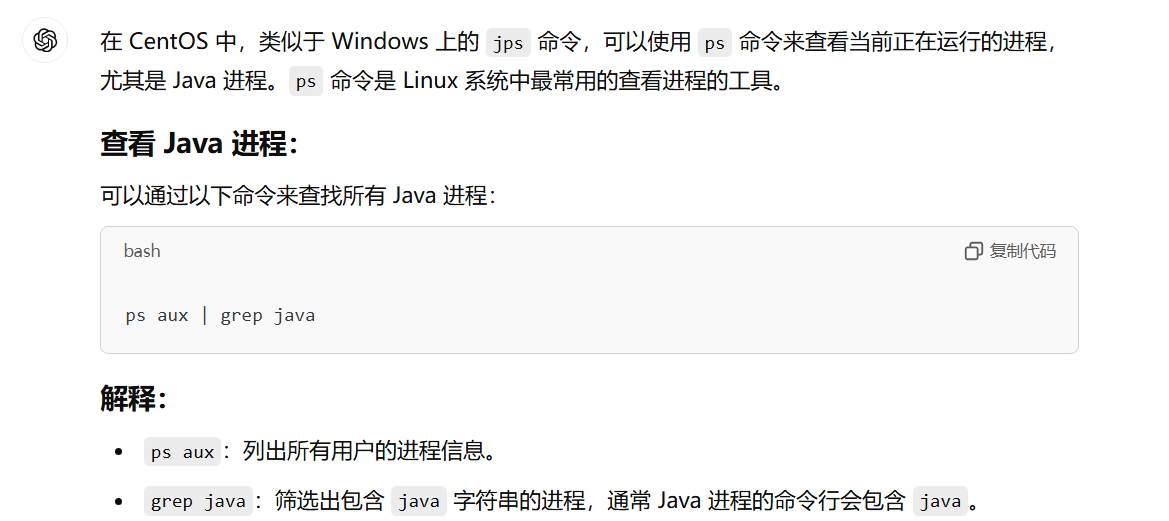 在 CentOS 中，类似于 Windows 上的 jps 命令，可以使用 ps 命令来查看当前正在运行的进程，
尤其是 Java 进程。ps 命令是 Linux 系统中最常用的查看进程的工具。
查看 Java 进程：
可以通过以下命令来查找所有 Java 进程：
bash 复制代码
ps aux | grep java
解释：
• ps aux：列出所有用户的进程信息。
• grep java：筛选出包含 java 字符串的进程，通常 Java 进程的命令行会包含 java。